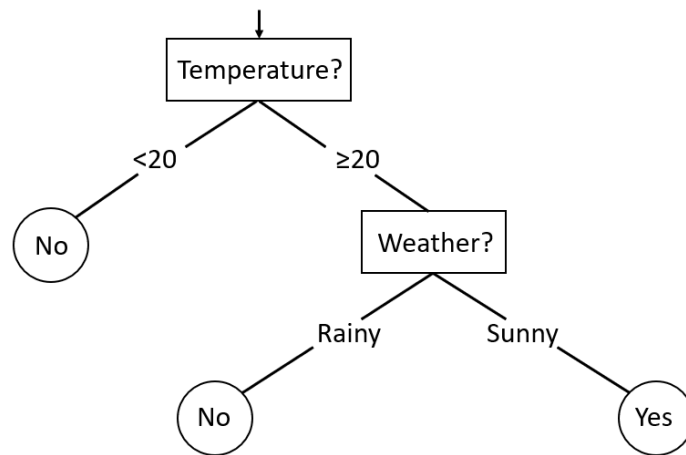 Temperature?
<20
≥20
No
Weather?
Rainy
Sunny
No
Yes